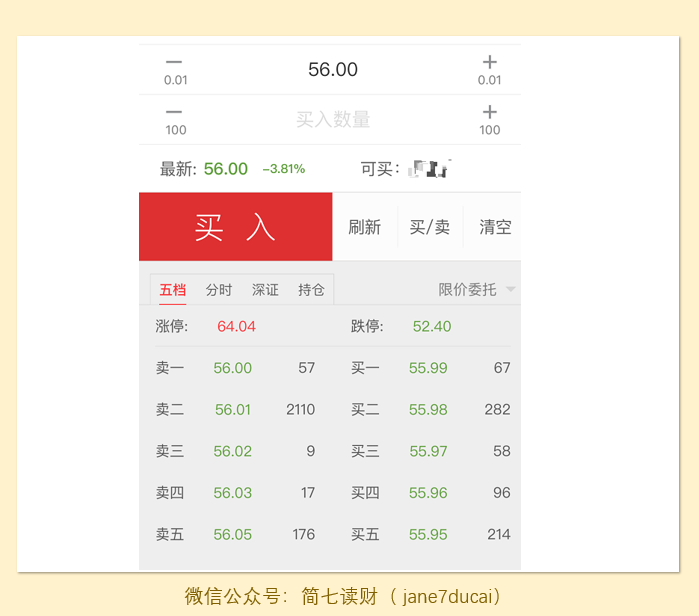 − 56.00 +
0.01 0.01
− 买入数量 +
100 100
最新: 56.00 −3.81% 可买:
买 入 刷新 买/卖 清空
五档 分时 深证 持仓 限价委托
涨停: 64.04 跌停: 52.40
卖一 56.00 57 买一 55.99 67
卖二 56.01 2110 买二 55.98 282
卖三 56.02 9 买三 55.97 58
卖四 56.03 17 买四 55.96 96
卖五 56.05 176 买五 55.95 214
微信公众号：简七读财（ jane7ducai）